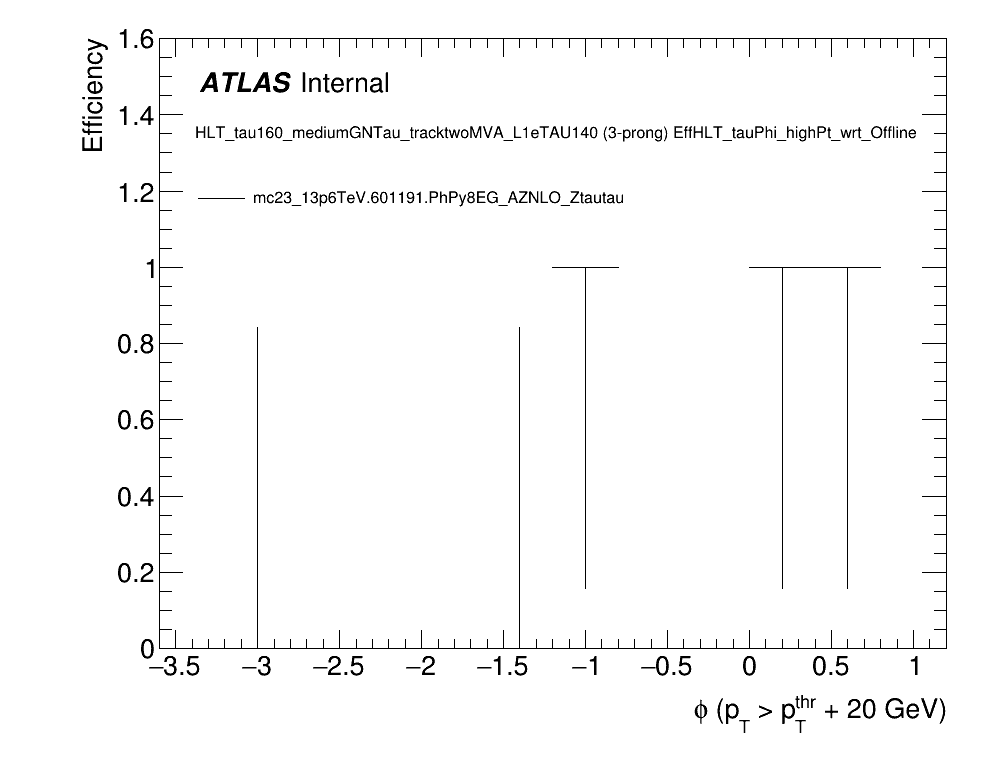 Efficiency
1.6
1.4
1.2
1
0.8
0.6
0.4
0.2
0
ATLAS Internal
HLT_tau160_mediumGNTau_tracktwoMVA_L1eTAU140 (3-prong) EffHLT_tauPhi_highPt_wrt_Offline
mc23_13p6TeV.601191.PhPy8EG_AZNLO_Ztautau
−3.5 −3 −2.5 −2 −1.5 −1 −0.5 0 0.5 1
ϕ (p_T > p_T^thr + 20 GeV)